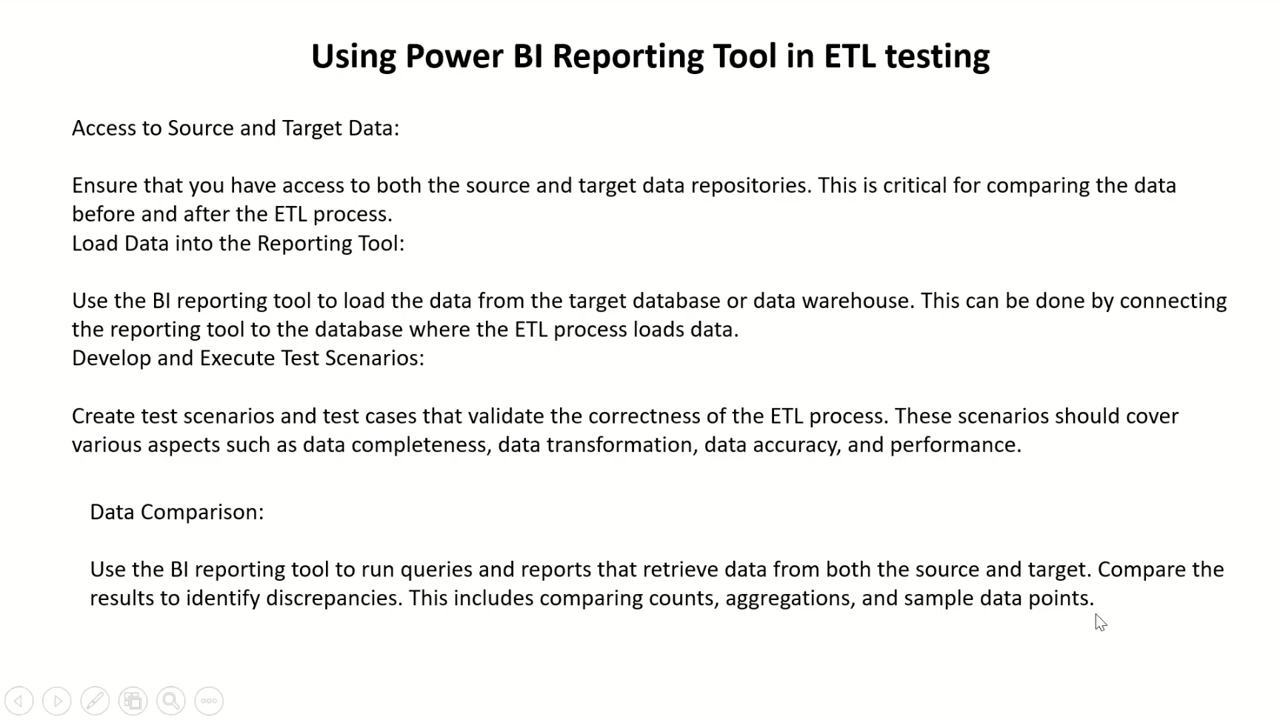 Using Power BI Reporting Tool in ETL testing
Access to Source and Target Data:
Ensure that you have access to both the source and target data repositories. This is critical for comparing the data
before and after the ETL process.
Load Data into the Reporting Tool:
Use the BI reporting tool to load the data from the target database or data warehouse. This can be done by connecting
the reporting tool to the database where the ETL process loads data.
Develop and Execute Test Scenarios:
Create test scenarios and test cases that validate the correctness of the ETL process. These scenarios should cover
various aspects such as data completeness, data transformation, data accuracy, and performance.
Data Comparison:
Use the BI reporting tool to run queries and reports that retrieve data from both the source and target. Compare the
results to identify discrepancies. This includes comparing counts, aggregations, and sample data points.